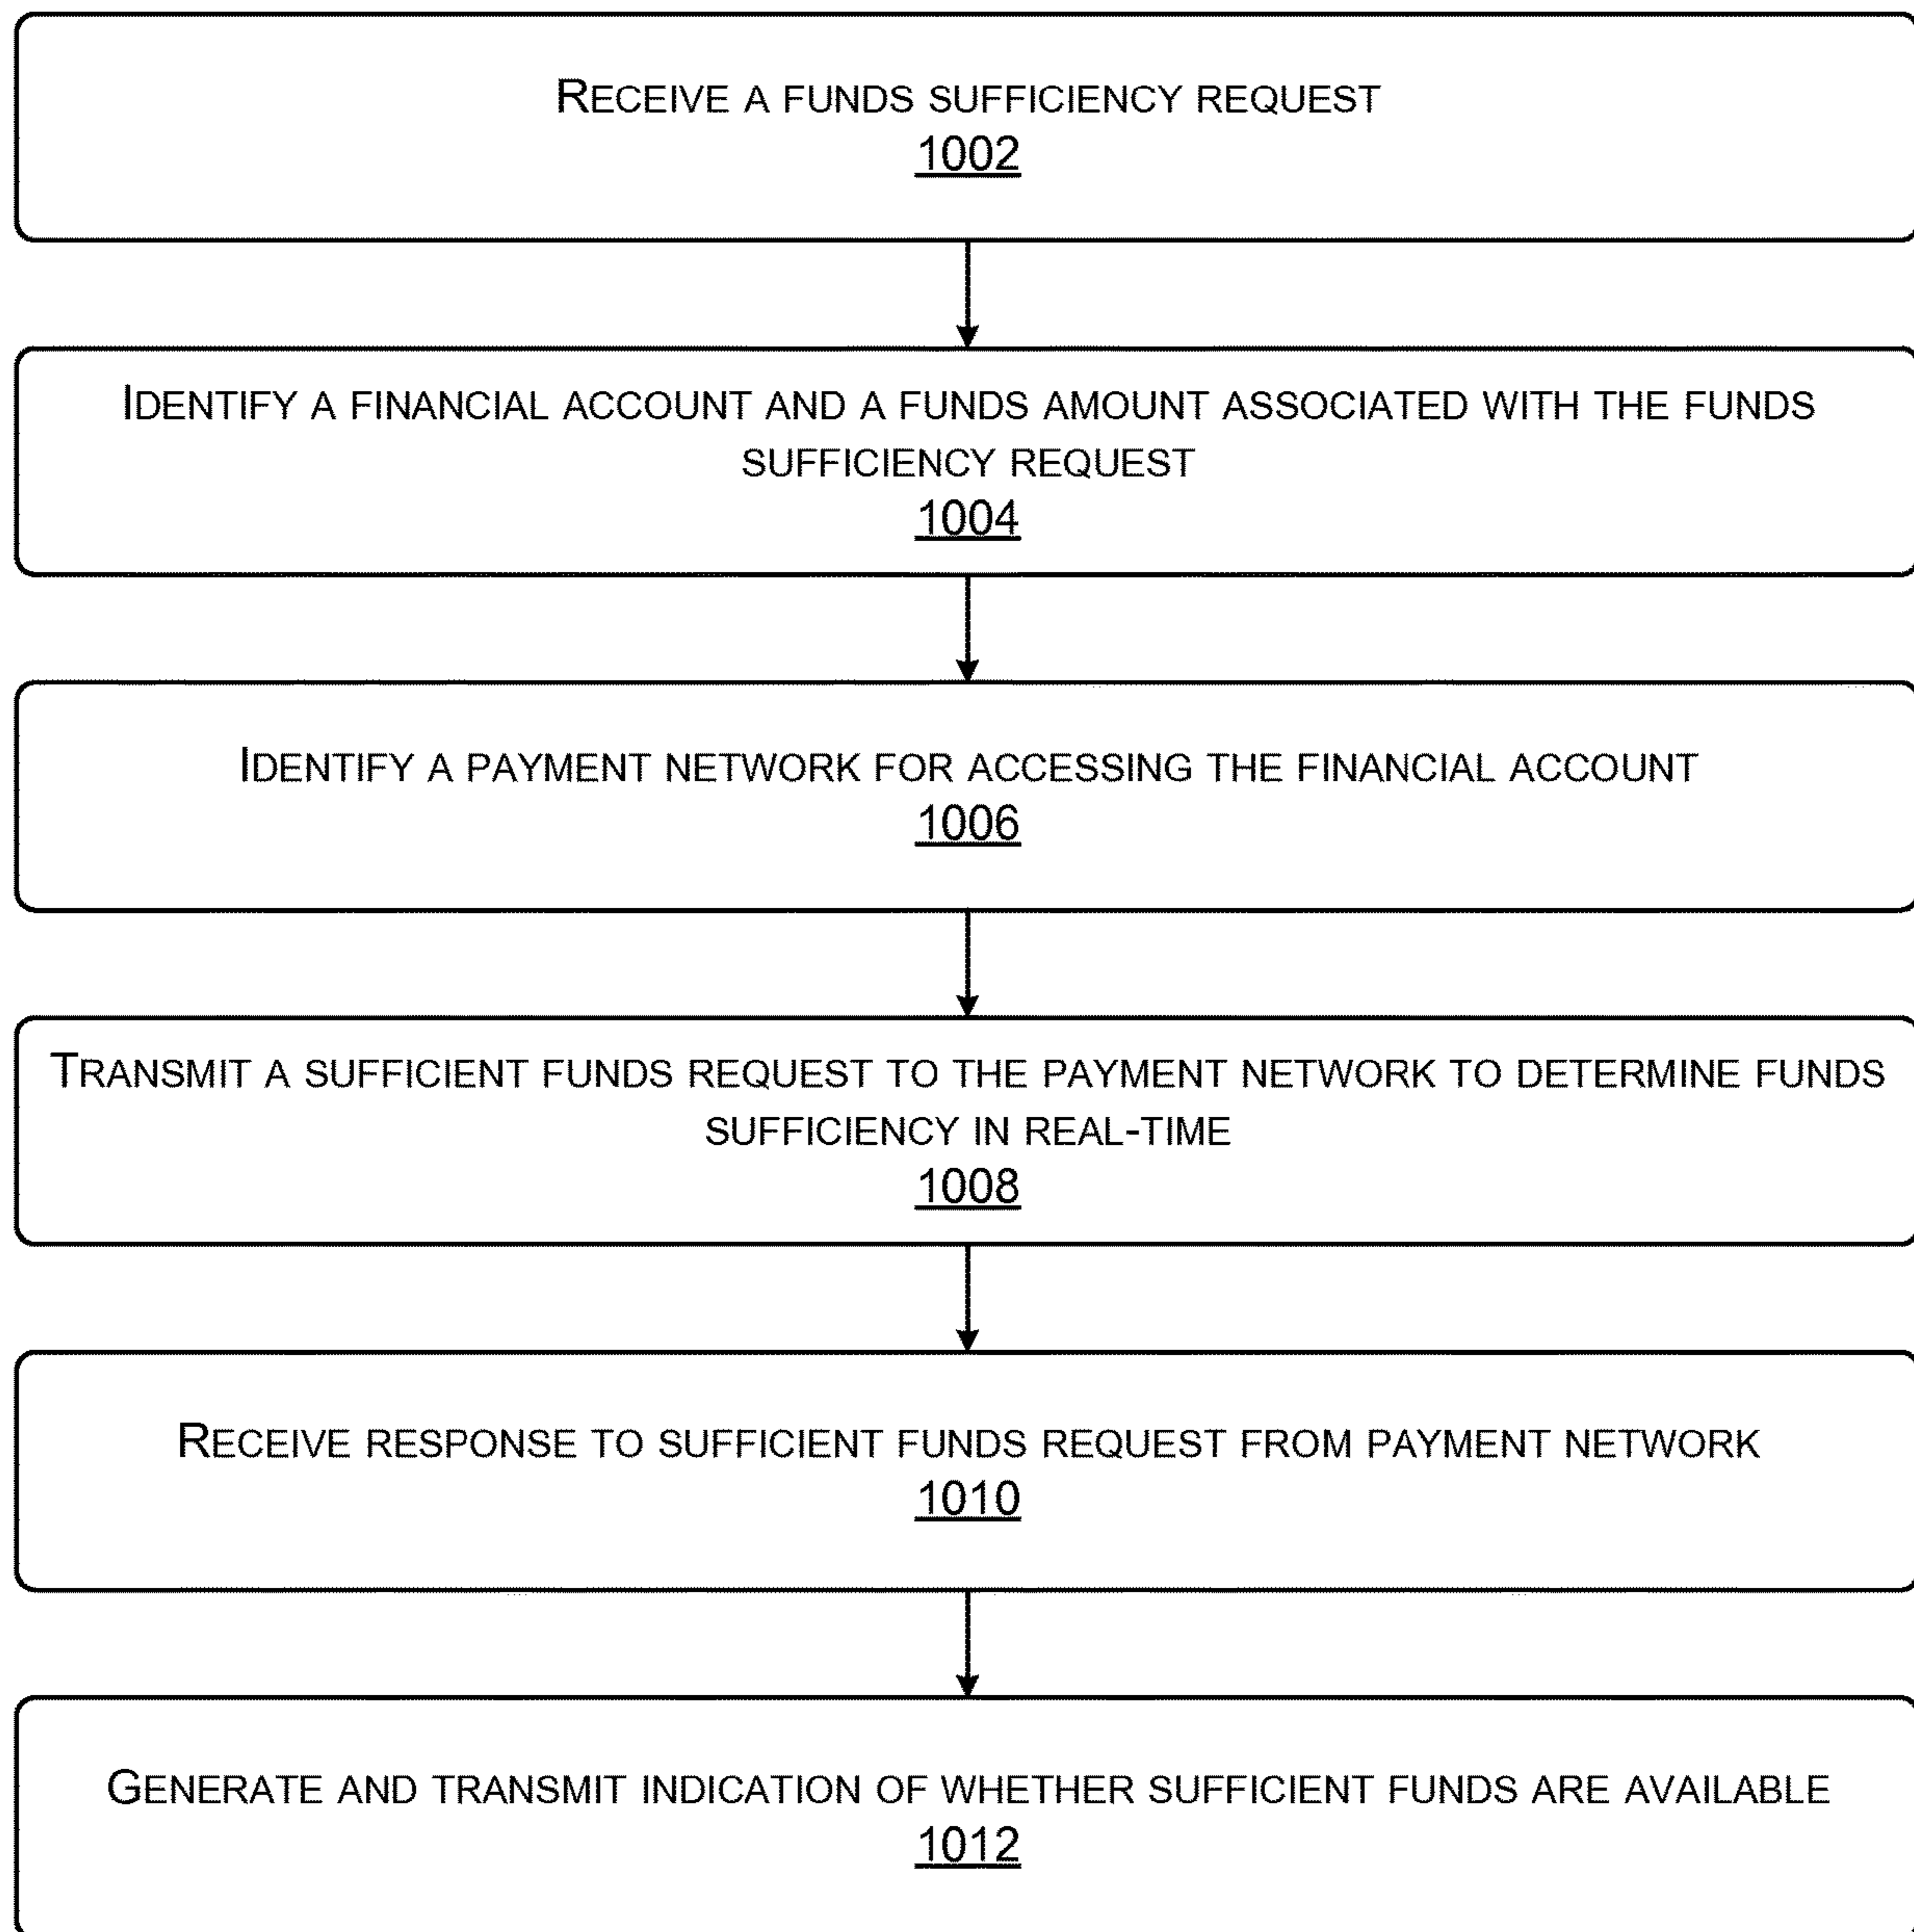 RECEIVE A FUNDS SUFFICIENCY REQUEST
1002
IDENTIFY A FINANCIAL ACCOUNT AND A FUNDS AMOUNT ASSOCIATED WITH THE FUNDS
SUFFICIENCY REQUEST
1004
IDENTIFY A PAYMENT NETWORK FOR ACCESSING THE FINANCIAL ACCOUNT
1006
TRANSMIT A SUFFICIENT FUNDS REQUEST TO THE PAYMENT NETWORK TO DETERMINE FUNDS
SUFFICIENCY IN REAL-TIME
1008
RECEIVE RESPONSE TO SUFFICIENT FUNDS REQUEST FROM PAYMENT NETWORK
1010
GENERATE AND TRANSMIT INDICATION OF WHETHER SUFFICIENT FUNDS ARE AVAILABLE
1012